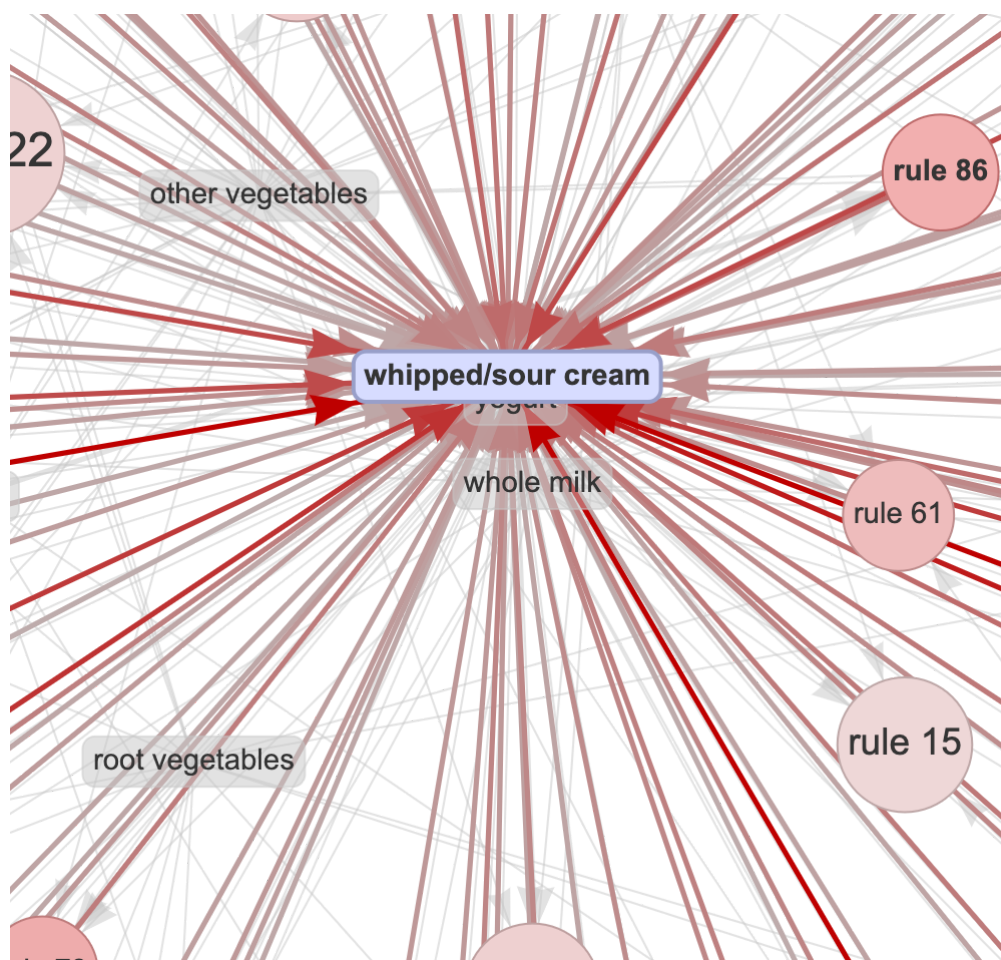 22
rule 86
other vegetables
whipped/sour cream
yogurt
whole milk
rule 61
rule 15
root vegetables